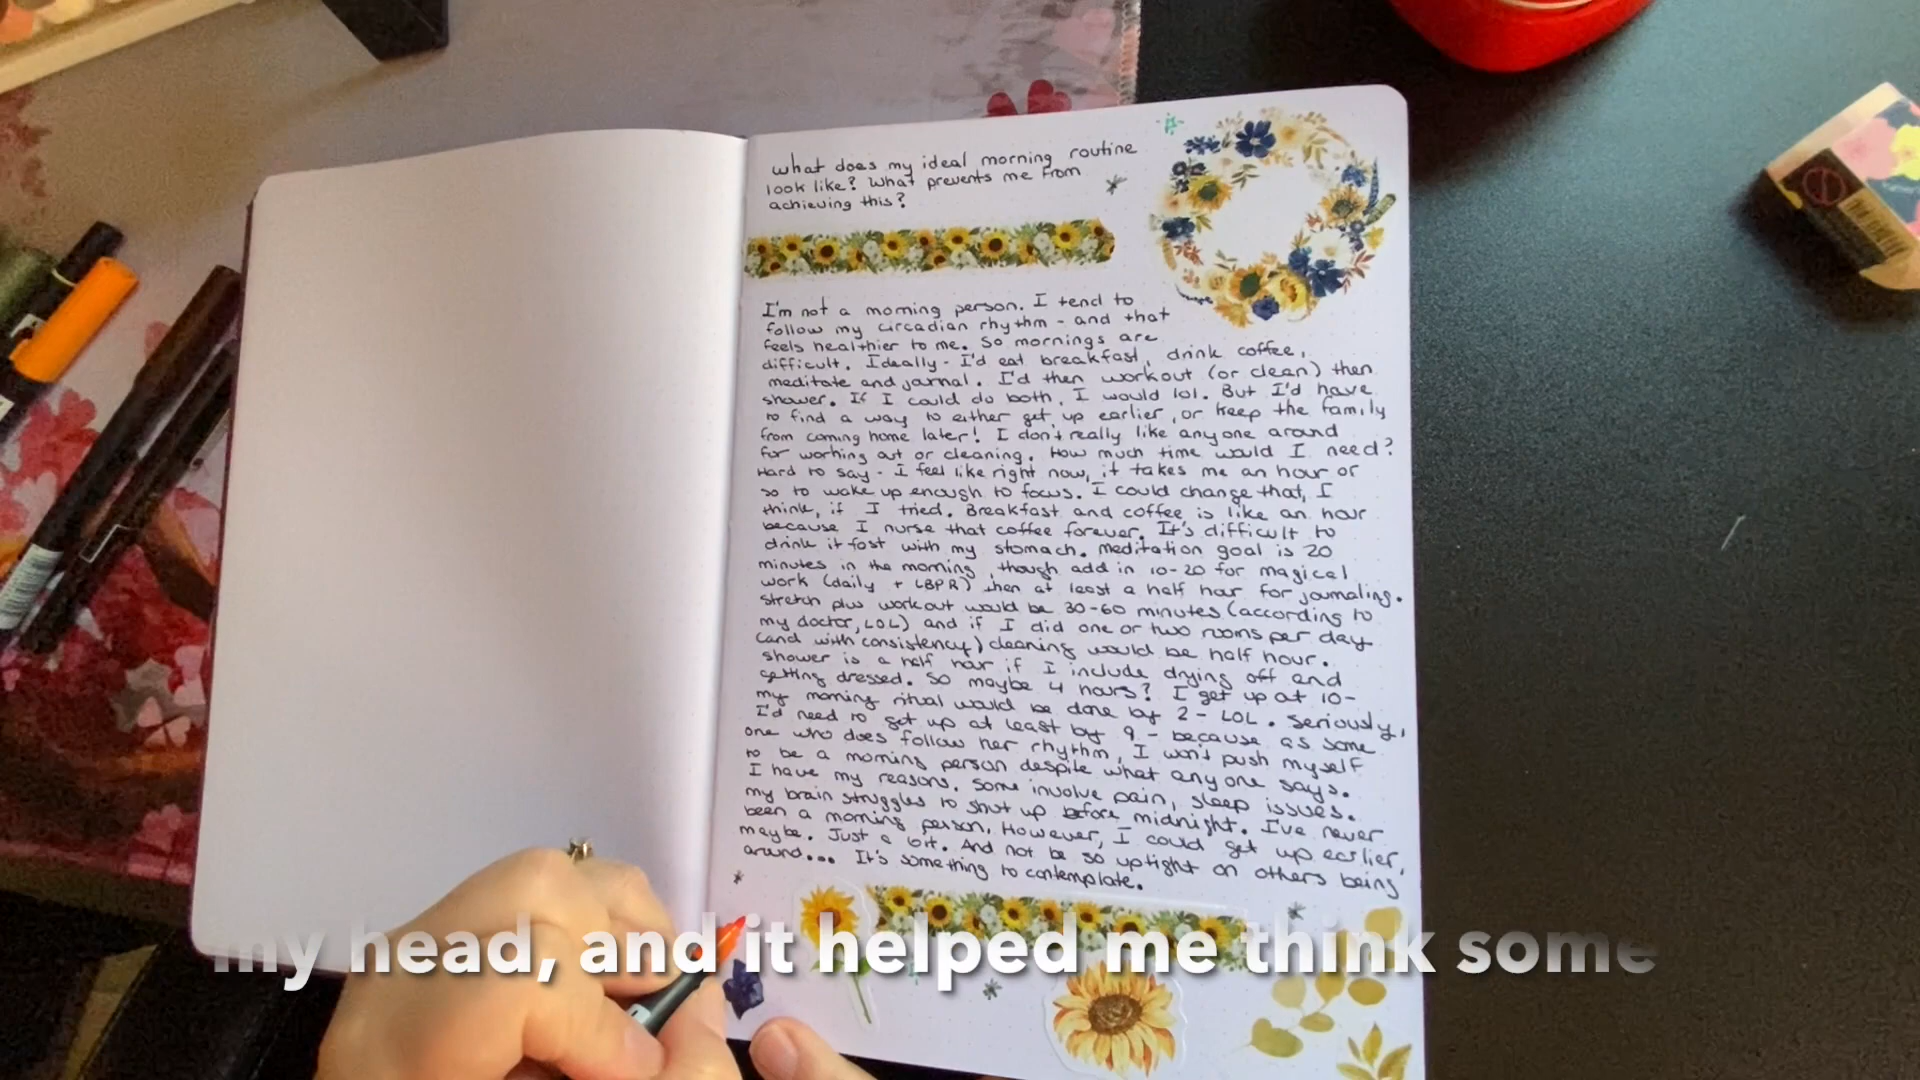 what does my ideal morning routine
look like? What prevents me from
achieving this?
I'm not a morning person. I tend to
follow my circadian rhythm - and that
feels healthier to me. So mornings are
difficult. Ideally - I'd eat breakfast, drink coffee,
meditate and journal. I'd then workout (or clean) then
shower. If I could do both, I would lol. But I'd have
to find a way to either get up earlier, or keep the family
from coming home later! I don't really like anyone around
for working out or cleaning. How much time would I need?
Hard to say - I feel like right now, it takes me an hour or
so to wake up enough to focus. I could change that, I
think, if I tried. Breakfast and coffee is like an hour
because I nurse that coffee forever. It's difficult to
drink it fast with my stomach. Meditation goal is 20
minutes in the morning, though add in 10-20 for magical
work (daily + LBPR) then at least a half hour for journaling.
Stretch plus workout would be 30-60 minutes (according to
my doctor, LOL) and if I did one or two rooms per day
(and with consistency) cleaning would be half hour.
Shower is a half hour if I include drying off and
getting dressed. So maybe 4 hours? I get up at 10-
my morning ritual would be done by 2 - LOL. Seriously,
I'd need to get up at least by 9 - because as some
one who does follow her rhythm, I won't push myself
to be a morning person despite what anyone says.
I have my reasons. Some involve pain, sleep issues.
my brain struggles to shut up before midnight. I've never
been a morning person. However, I could get up earlier,
maybe. Just a bit. And not be so uptight on others being
around... It's something to contemplate.
my head, and it helped me think some